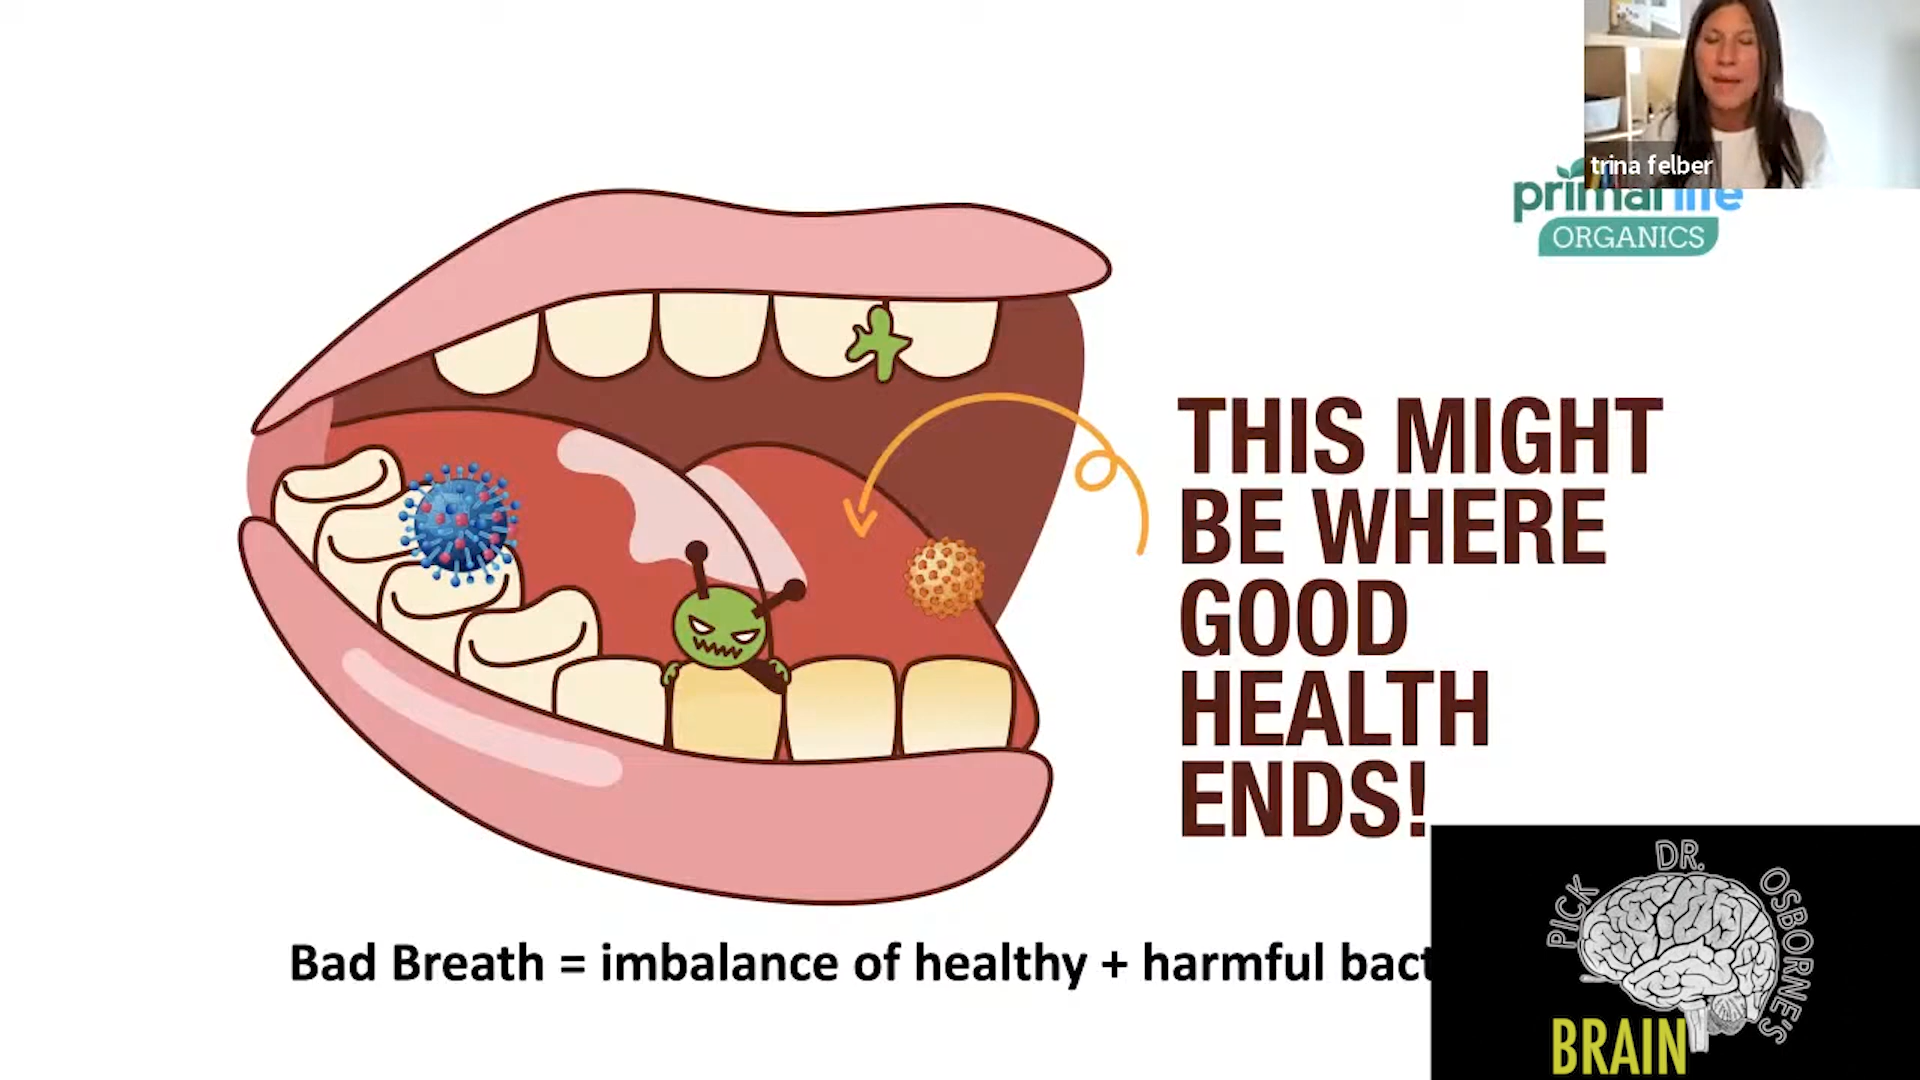 trina felber
primal life
ORGANICS
THIS MIGHT
BE WHERE
GOOD
HEALTH
ENDS!
Bad Breath = imbalance of healthy + harmful bact
PICK
DR.
OSBORNE'S
BRAIN